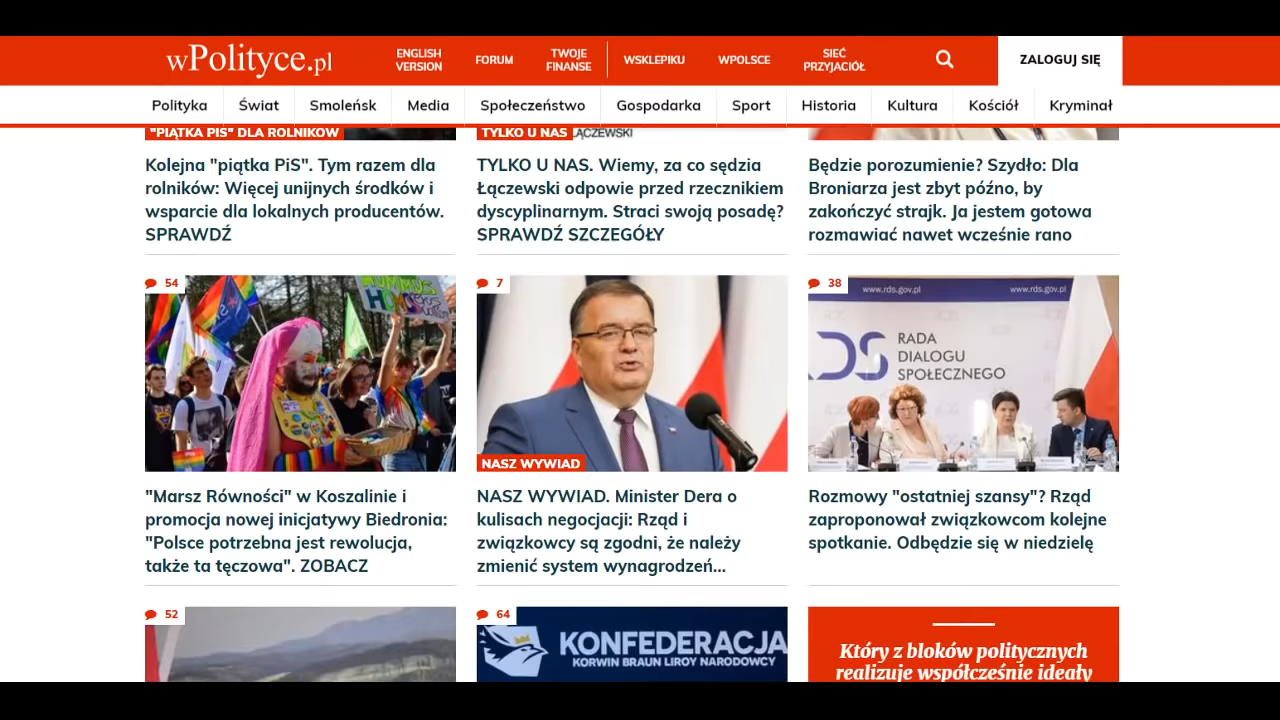 wPolityce.pl
ENGLISH
VERSION
FORUM
TWOJE
FINANSE
WSKLEPIKU
WPOLSCE
SIEĆ
PRZYJACIÓŁ
ZALOGUJ SIĘ
Polityka
Świat
Smoleńsk
Media
Społeczeństwo
Gospodarka
Sport
Historia
Kultura
Kościół
Kryminał
"PIĄTKA PIS" DLA ROLNIKÓW
Kolejna "piątka PiS". Tym razem dla
rolników: Więcej unijnych środków i
wsparcie dla lokalnych producentów.
SPRAWDŹ
TYLKO U NAS
ŁĄCZEWSKI
TYLKO U NAS. Wiemy, za co sędzia
Łączewski odpowie przed rzecznikiem
dyscyplinarnym. Straci swoją posadę?
SPRAWDŹ SZCZEGÓŁY
Będzie porozumienie? Szydło: Dla
Broniarza jest zbyt późno, by
zakończyć strajk. Ja jestem gotowa
rozmawiać nawet wcześnie rano
54
"Marsz Równości" w Koszalinie i
promocja nowej inicjatywy Biedronia:
"Polsce potrzebna jest rewolucja,
także ta tęczowa". ZOBACZ
7
NASZ WYWIAD
NASZ WYWIAD. Minister Dera o
kulisach negocjacji: Rząd i
związkowcy są zgodni, że należy
zmienić system wynagrodzeń...
38
www.rds.gov.pl
www.rds.gov.pl
RDS
RADA
DIALOGU
SPOŁECZNEGO
Rozmowy "ostatniej szansy"? Rząd
zaproponował związkowcom kolejne
spotkanie. Odbędzie się w niedzielę
52
64
KONFEDERACJA
KORWIN BRAUN LIROY NARODOWCY
Który z bloków politycznych
realizuje współcześnie ideały